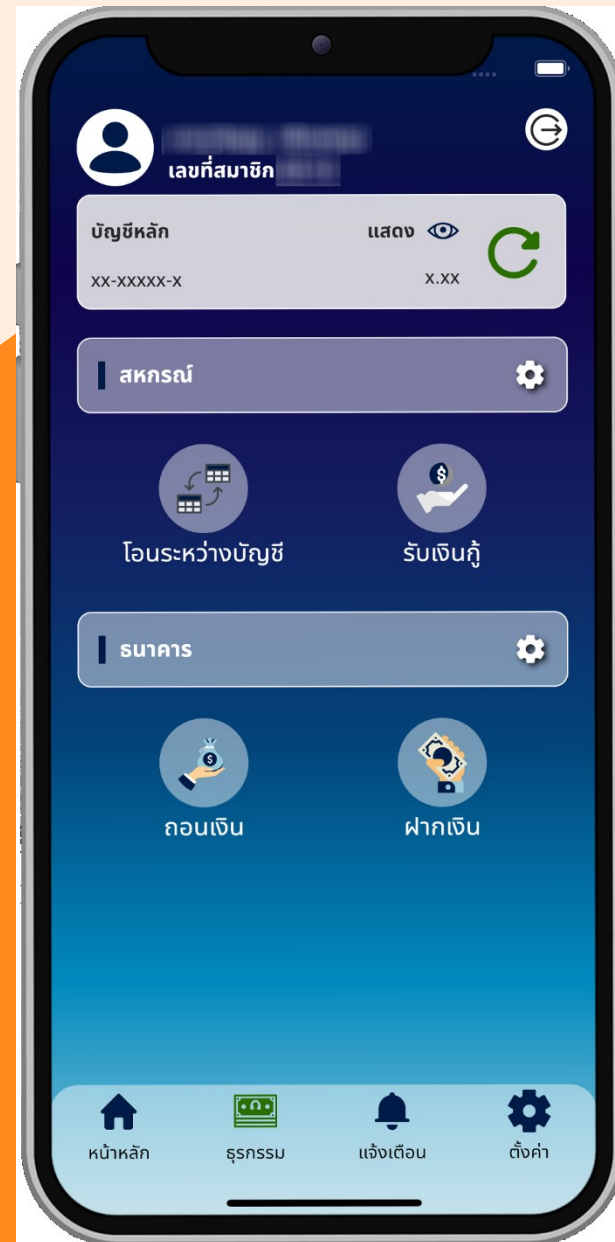 เลขที่สมาชิก
บัญชีหลัก แสดง
xx-xxxxx-x x.xx
สหกรณ์
โอนระหว่างบัญชี รับเงินกู้
ธนาคาร
ถอนเงิน ฝากเงิน
หน้าหลัก ธุรกรรม แจ้งเตือน ตั้งค่า